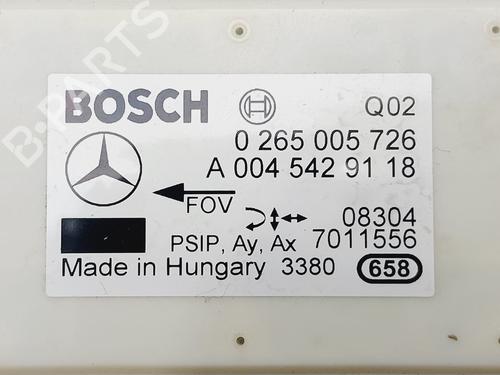 B-PARTS
BOSCH Q02
0 265 005 726
A 004 542 91 18
FOV
08304
PSIP, Ay, Ax 7011556
Made in Hungary 3380 658